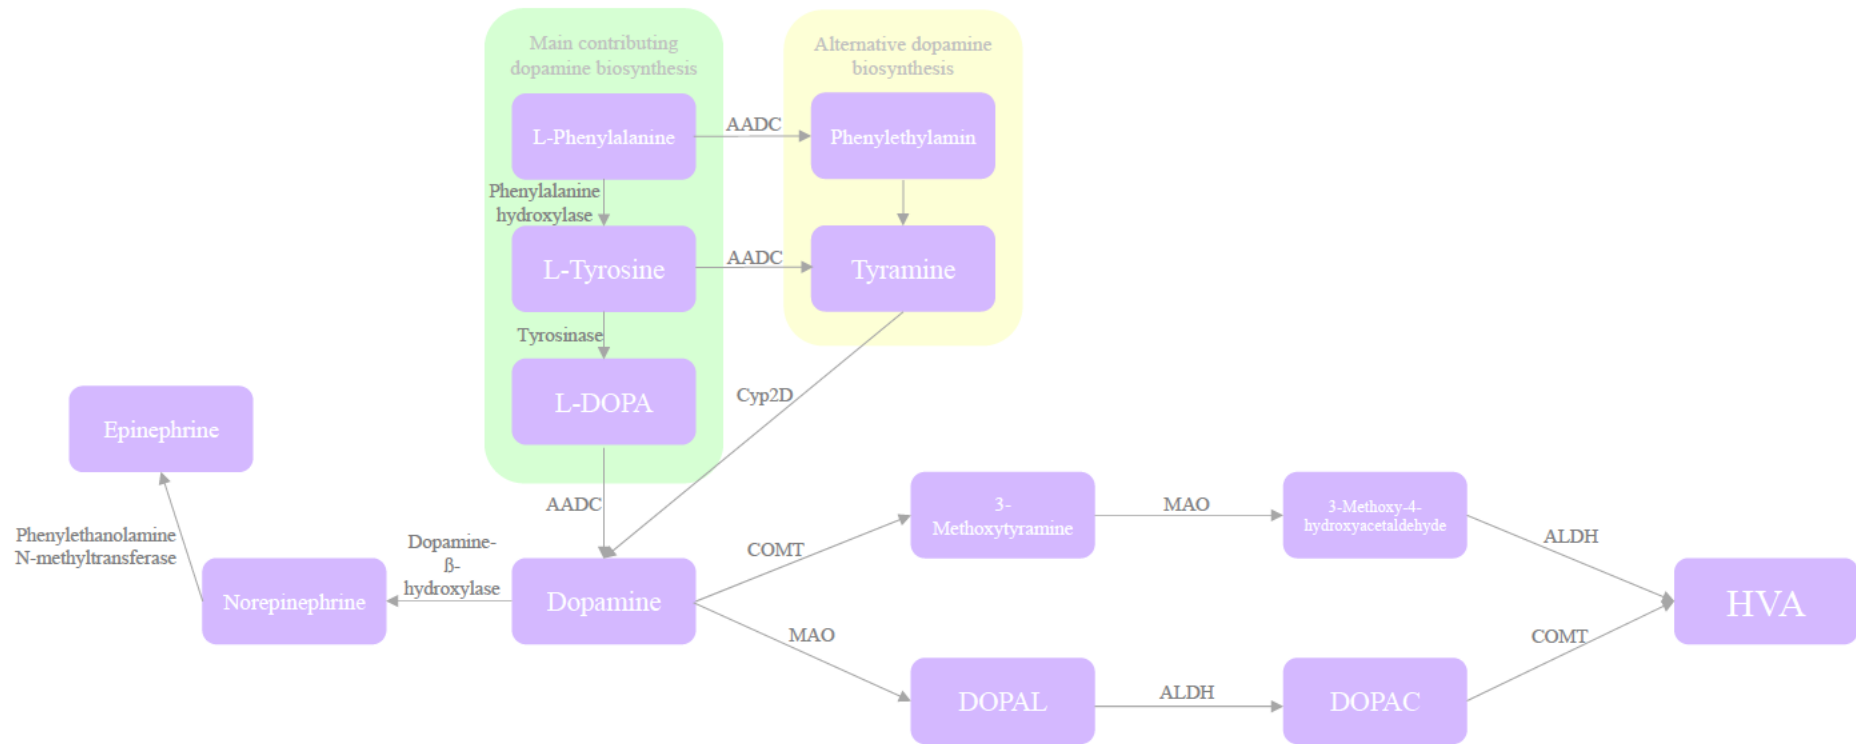 Main contributing
dopamine biosynthesis
Alternative dopamine
biosynthesis
L-Phenylalanine
AADC
Phenylethylamin
Phenylalanine
hydroxylase
L-Tyrosine
AADC
Tyramine
Tyrosinase
L-DOPA
Cyp2D
Epinephrine
AADC
3-
Methoxytyramine
MAO
3-Methoxy-4-
hydroxyacetaldehyde
ALDH
Phenylethanolamine
N-methyltransferase
Dopamine-
ß-
hydroxylase
COMT
Norepinephrine
Dopamine
HVA
MAO
COMT
DOPAL
ALDH
DOPAC